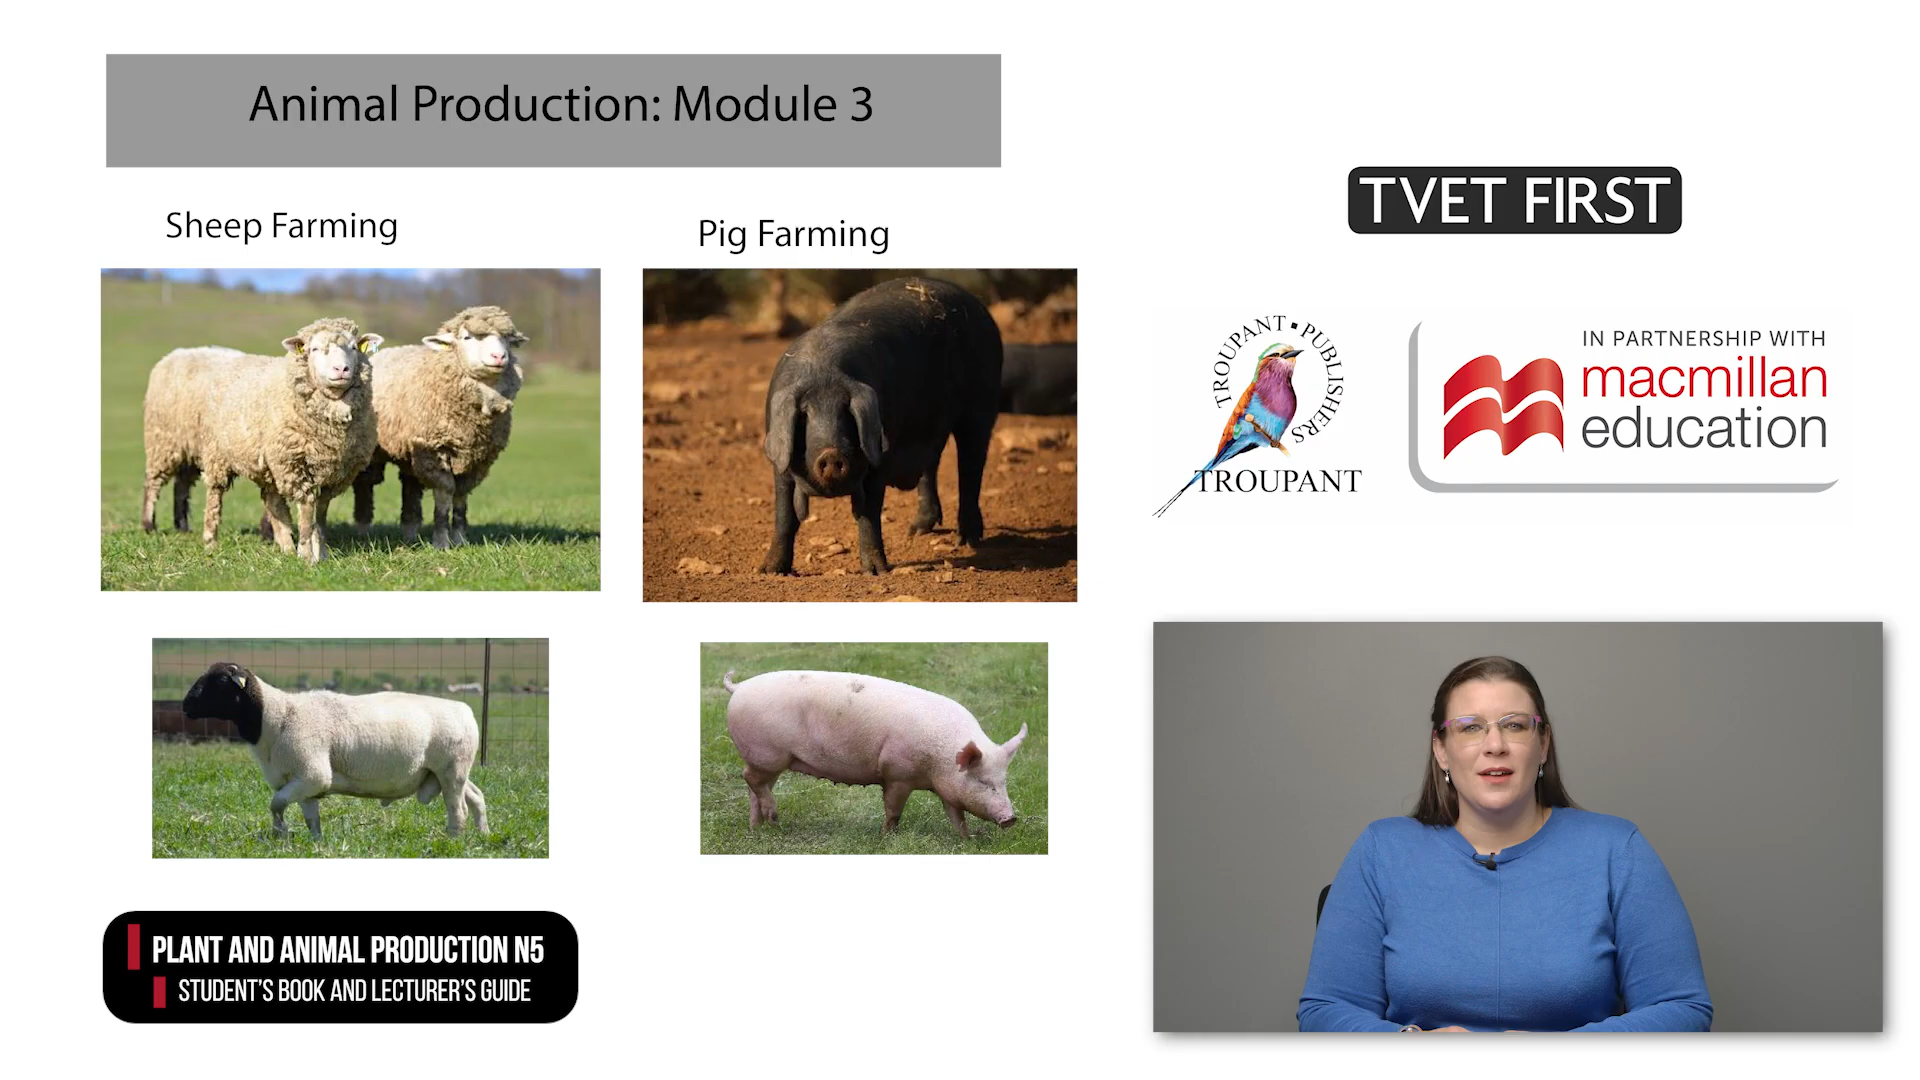 Animal Production: Module 3
Sheep Farming
Pig Farming
TVET FIRST
TROUPANT ▪ PUBLISHERS
TROUPANT
IN PARTNERSHIP WITH
macmillan
education
PLANT AND ANIMAL PRODUCTION N5
STUDENT'S BOOK AND LECTURER'S GUIDE